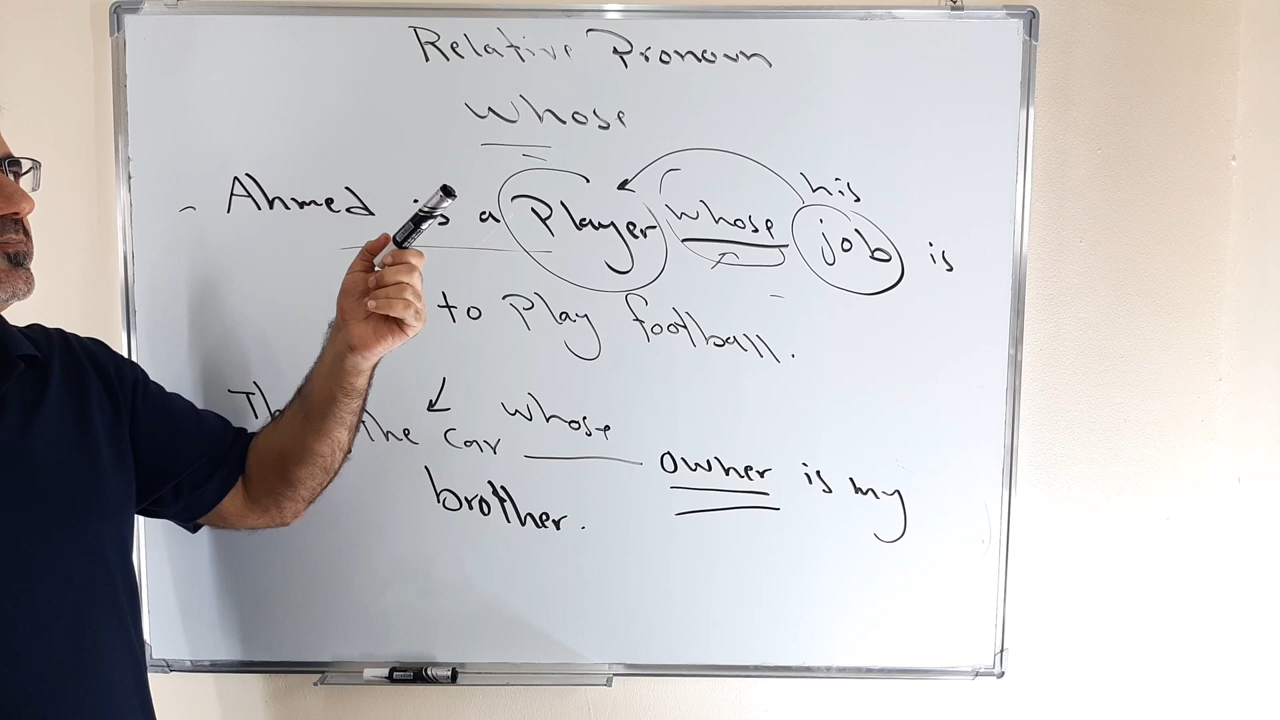 Relative Pronoun
whose
his
- Ahmed is a Player whose job is
to Play football.
the car whose owner is my
brother.